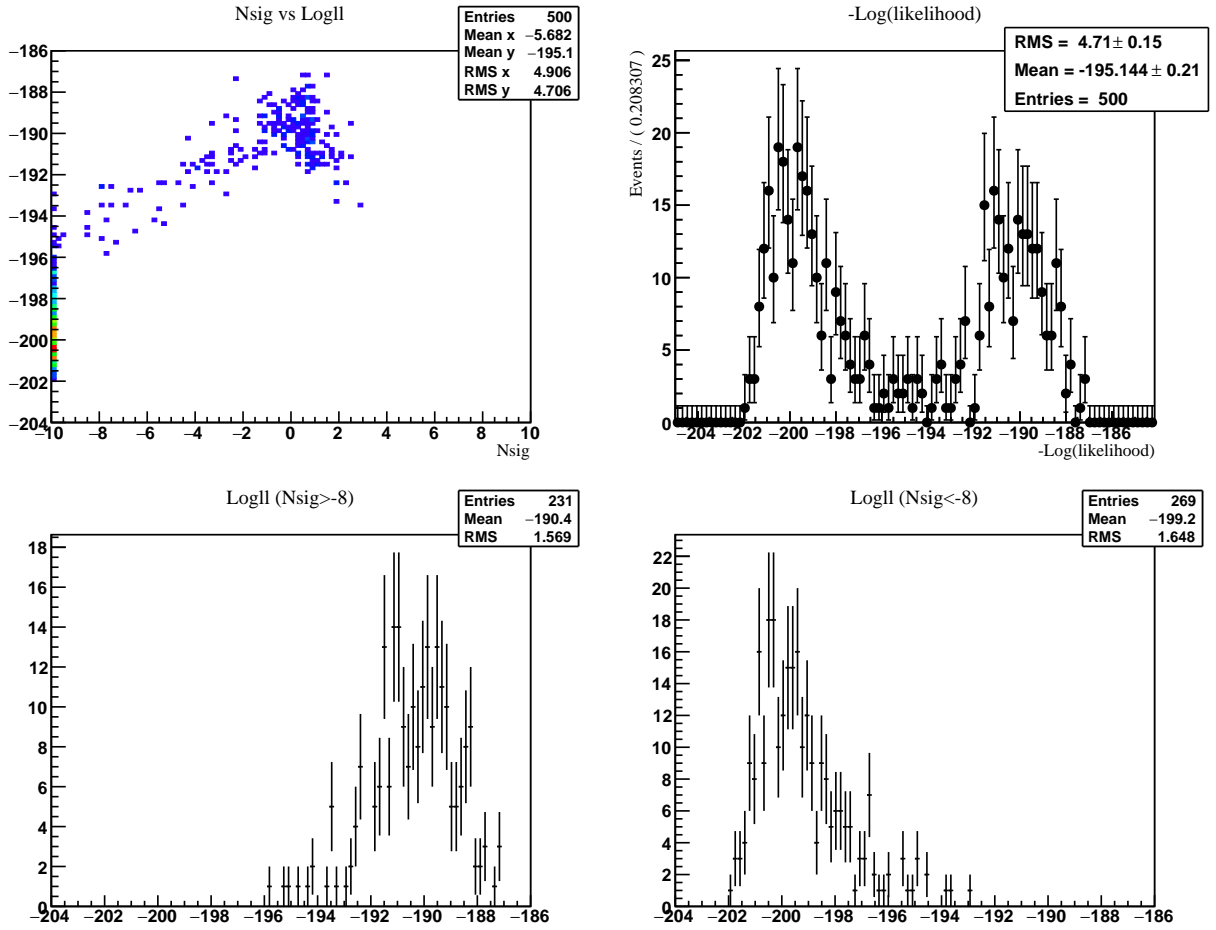 Nsig vs Logll
Entries 500
Mean x −5.682
Mean y −195.1
RMS x 4.906
RMS y 4.706
−186
−188
−190
−192
−194
−196
−198
−200
−202
−204
−10 −8 −6 −4 −2 0 2 4 6 8 10
Nsig
-Log(likelihood)
RMS = 4.71± 0.15
Mean = -195.144 ± 0.21
Entries = 500
Events / ( 0.208307 )
25
20
15
10
5
0
−204 −202 −200 −198 −196 −194 −192 −190 −188 −186
-Log(likelihood)
Logll (Nsig>-8)
Entries 231
Mean −190.4
RMS 1.569
18
16
14
12
10
8
6
4
2
0
−204 −202 −200 −198 −196 −194 −192 −190 −188 −186
Logll (Nsig<-8)
Entries 269
Mean −199.2
RMS 1.648
22
20
18
16
14
12
10
8
6
4
2
0
−204 −202 −200 −198 −196 −194 −192 −190 −188 −186